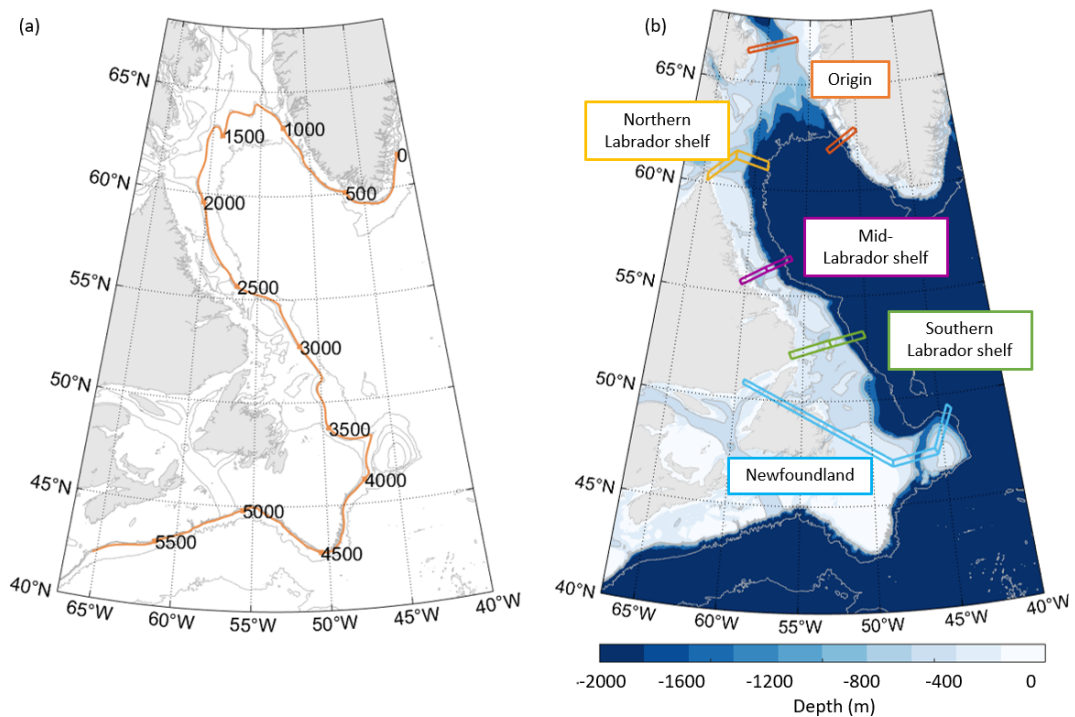 (a)
65°N
60°N
55°N
50°N
45°N
40°N
65°W
60°W
55°W
50°W
45°W
40°W
0
500
1000
1500
2000
2500
3000
3500
4000
4500
5000
5500
(b)
65°N
60°N
55°N
50°N
45°N
40°N
65°W
60°W
55°W
50°W
45°W
40°W
Origin
Northern
Labrador shelf
Mid-
Labrador shelf
Southern
Labrador shelf
Newfoundland
-2000 -1600 -1200 -800 -400 0
Depth (m)